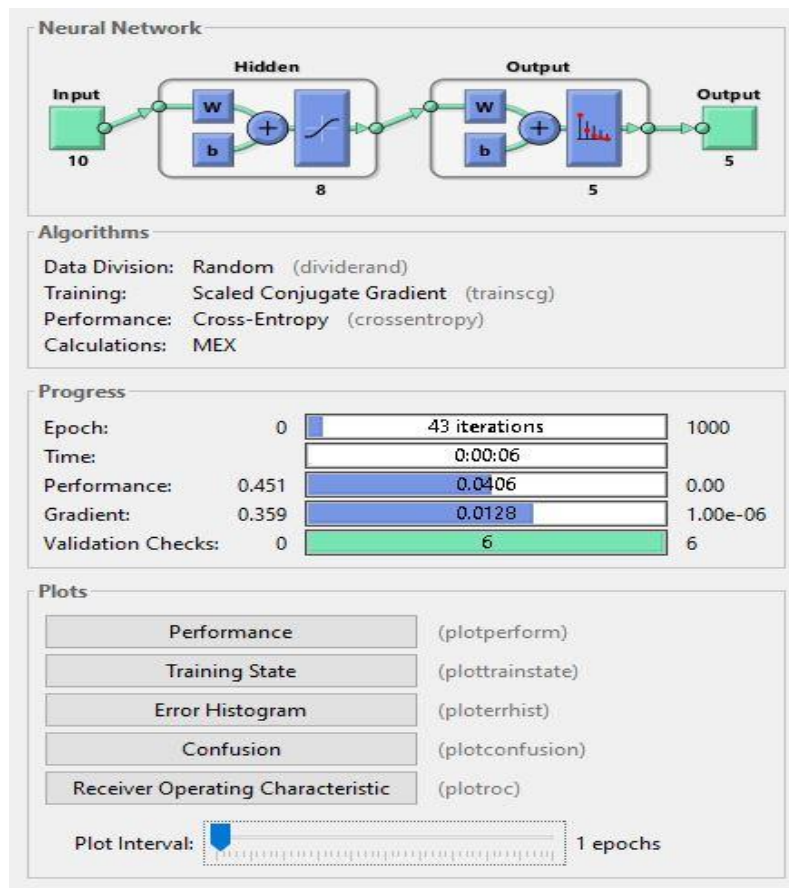 Neural Network
Hidden Output
Input Output
W W
b b
10 5
8 5
Algorithms
Data Division: Random (dividerand)
Training: Scaled Conjugate Gradient (trainscg)
Performance: Cross-Entropy (crossentropy)
Calculations: MEX
Progress
Epoch: 0 43 iterations 1000
Time: 0:00:06
Performance: 0.451 0.0406 0.00
Gradient: 0.359 0.0128 1.00e-06
Validation Checks: 0 6 6
Plots
Performance (plotperform)
Training State (plottrainstate)
Error Histogram (ploterrhist)
Confusion (plotconfusion)
Receiver Operating Characteristic (plotroc)
Plot Interval: 1 epochs